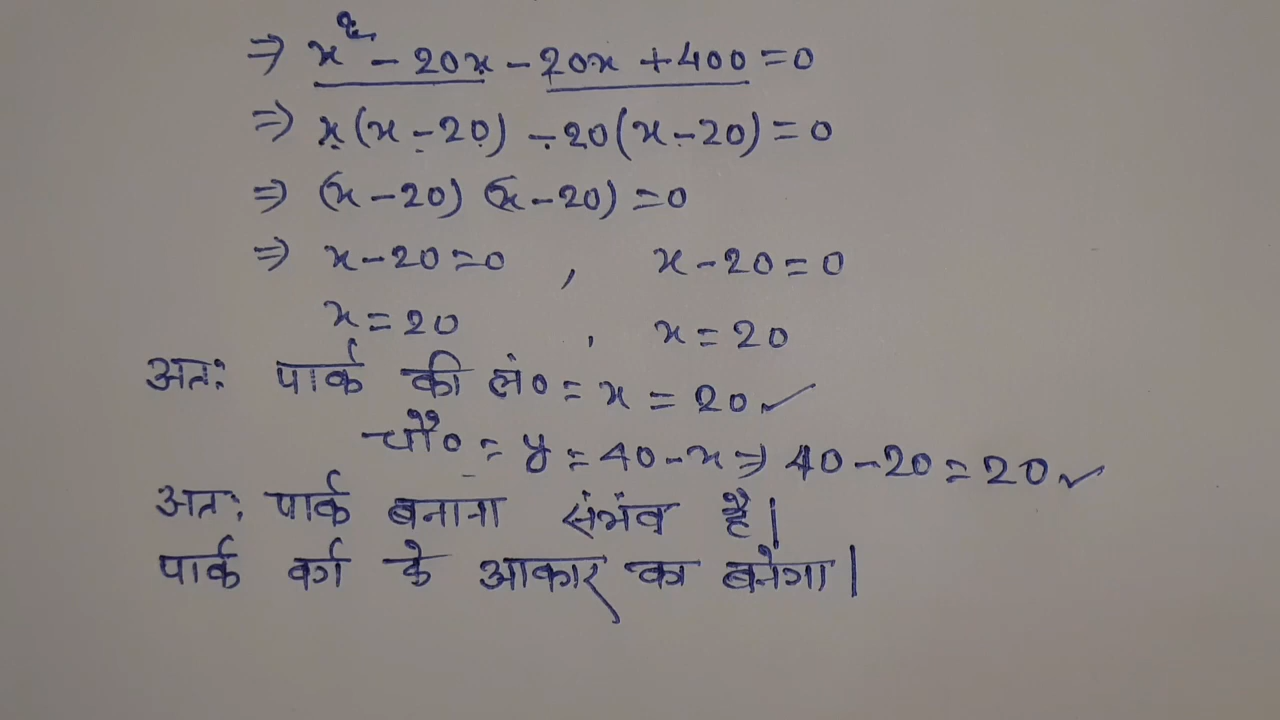 ⇒ x² - 20x - 20x + 400 = 0
⇒ x(x - 20) - 20(x - 20) = 0
⇒ (x - 20) (x - 20) = 0
⇒ x - 20 = 0 , x - 20 = 0
x = 20 , x = 20
अतः पार्क की लं० = x = 20 ✓
चौ० = y = 40 - x ⇒ 40 - 20 = 20 ✓
अतः पार्क बनाना संभंव है|
पार्क वर्ग के आकार का बनेगा|